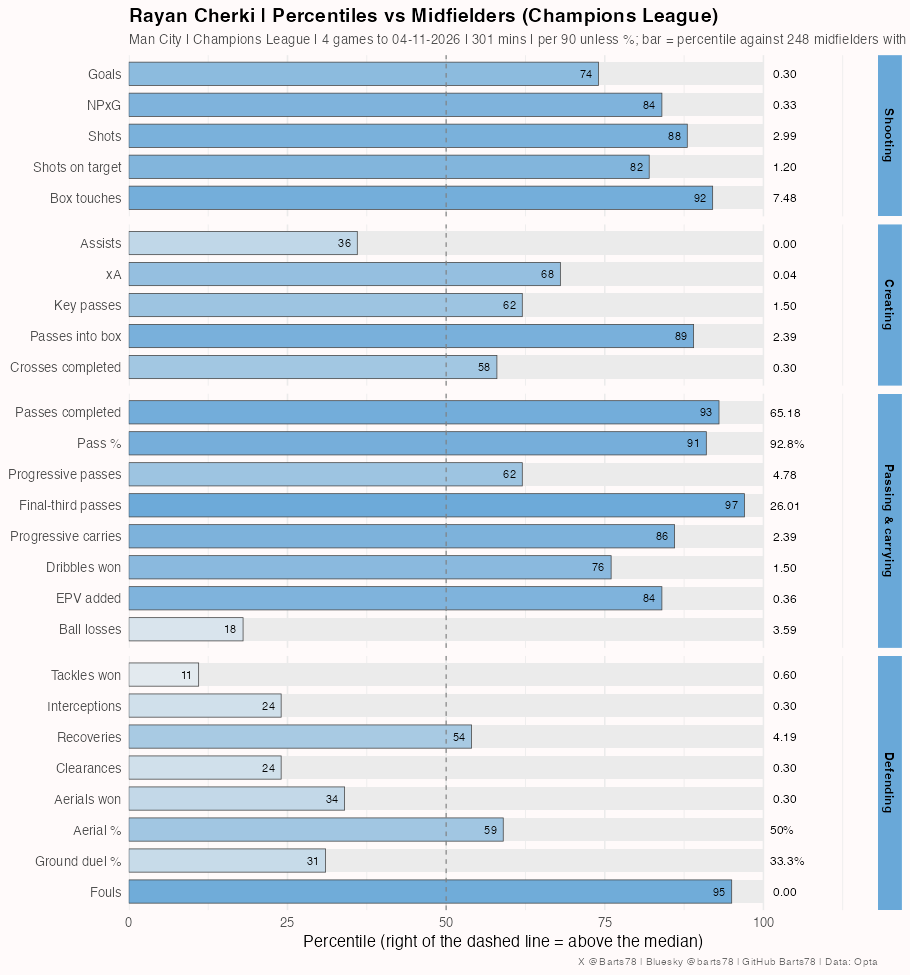 Rayan Cherki | Percentiles vs Midfielders (Champions League)
Man City | Champions League | 4 games to 04-11-2026 | 301 mins | per 90 unless %; bar = percentile against 248 midfielders with
Goals 74 0.30
NPxG 84 0.33
Shots 88 2.99
Shots on target 82 1.20
Box touches 92 7.48
Shooting
Assists 36 0.00
xA 68 0.04
Key passes 62 1.50
Passes into box 89 2.39
Crosses completed 58 0.30
Creating
Passes completed 93 65.18
Pass % 91 92.8%
Progressive passes 62 4.78
Final-third passes 97 26.01
Progressive carries 86 2.39
Dribbles won 76 1.50
EPV added 84 0.36
Ball losses 18 3.59
Passing & carrying
Tackles won 11 0.60
Interceptions 24 0.30
Recoveries 54 4.19
Clearances 24 0.30
Aerials won 34 0.30
Aerial % 59 50%
Ground duel % 31 33.3%
Fouls 95 0.00
Defending
0 25 50 75 100
Percentile (right of the dashed line = above the median)
X @Barts78 | Bluesky @barts78 | GitHub Barts78 | Data: Opta